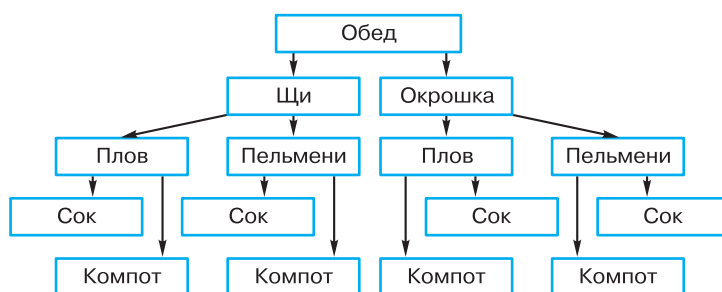 Обед
Щи Окрошка
Плов Пельмени Плов Пельмени
Сок Сок Сок Сок
Компот Компот Компот Компот